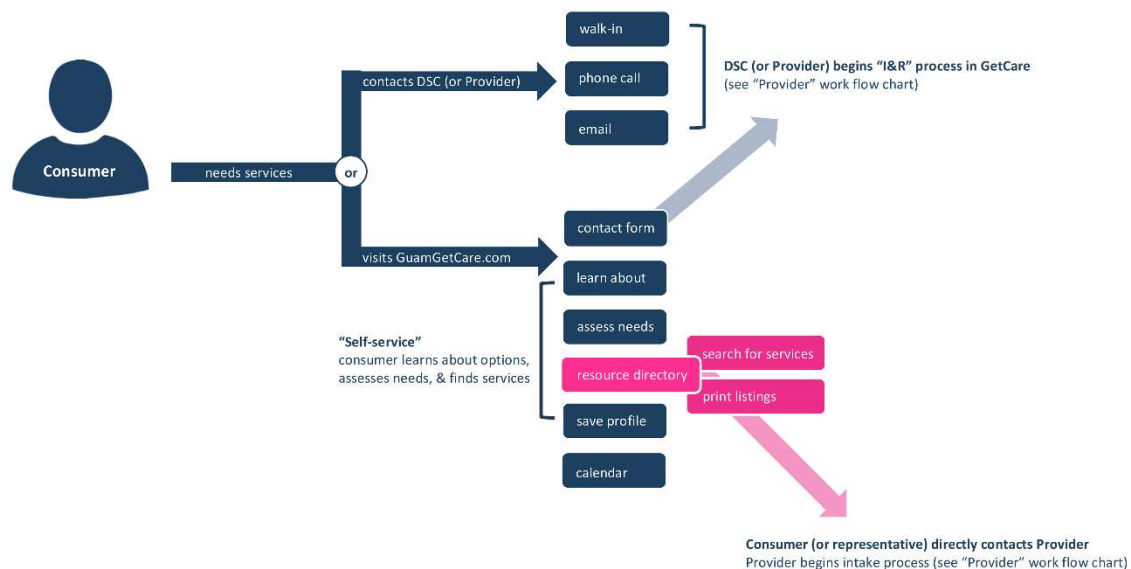 Consumer
needs services
or
contacts DSC (or Provider)
walk-in
phone call
email
DSC (or Provider) begins “I&R” process in GetCare
(see “Provider” work flow chart)
visits GuamGetCare.com
contact form
learn about
assess needs
resource directory
save profile
calendar
“Self-service”
consumer learns about options,
assesses needs, & finds services
search for services
print listings
Consumer (or representative) directly contacts Provider
Provider begins intake process (see “Provider” work flow chart)